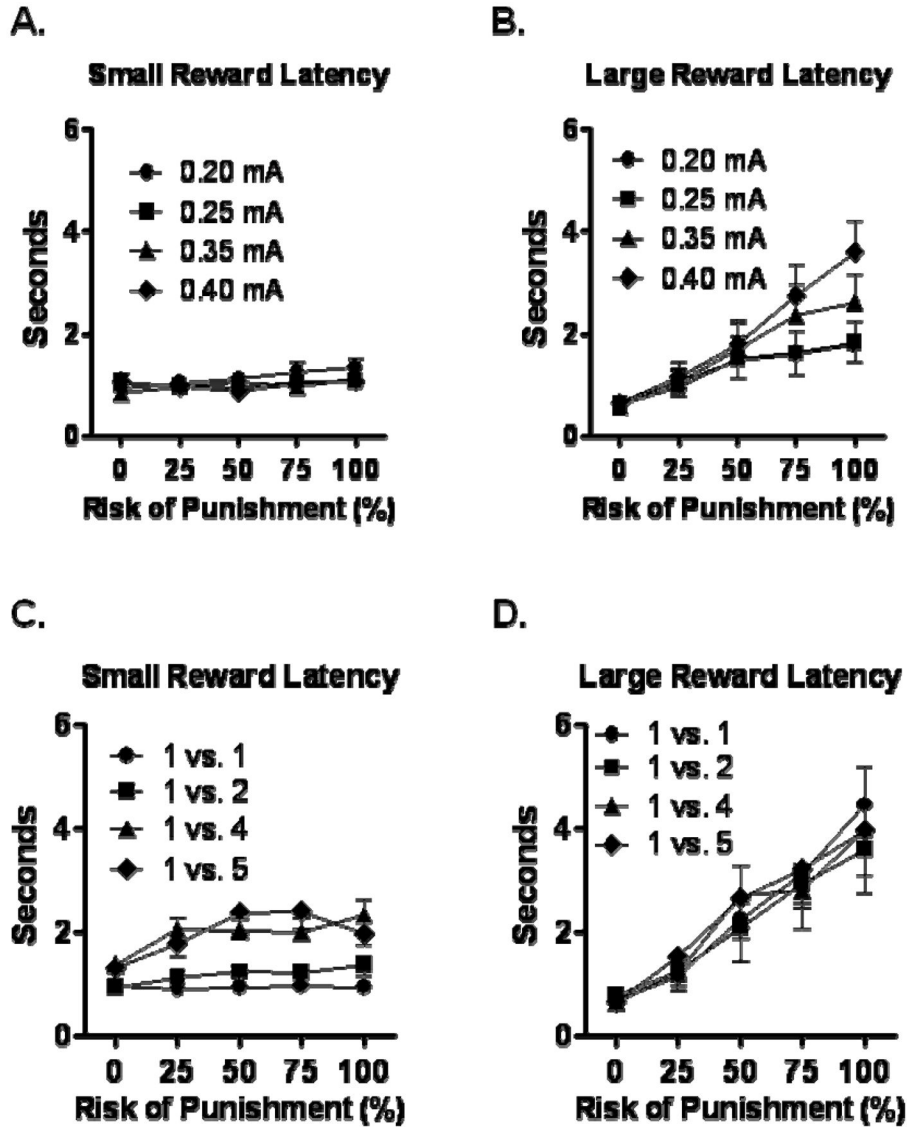 A.
Small Reward Latency
6
4
2
0
Seconds
0.20 mA
0.25 mA
0.35 mA
0.40 mA
0 25 50 75 100
Risk of Punishment (%)
B.
Large Reward Latency
6
4
2
0
Seconds
0.20 mA
0.25 mA
0.35 mA
0.40 mA
0 25 50 75 100
Risk of Punishment (%)
C.
Small Reward Latency
6
4
2
0
Seconds
1 vs. 1
1 vs. 2
1 vs. 4
1 vs. 5
0 25 50 75 100
Risk of Punishment (%)
D.
Large Reward Latency
6
4
2
0
Seconds
1 vs. 1
1 vs. 2
1 vs. 4
1 vs. 5
0 25 50 75 100
Risk of Punishment (%)